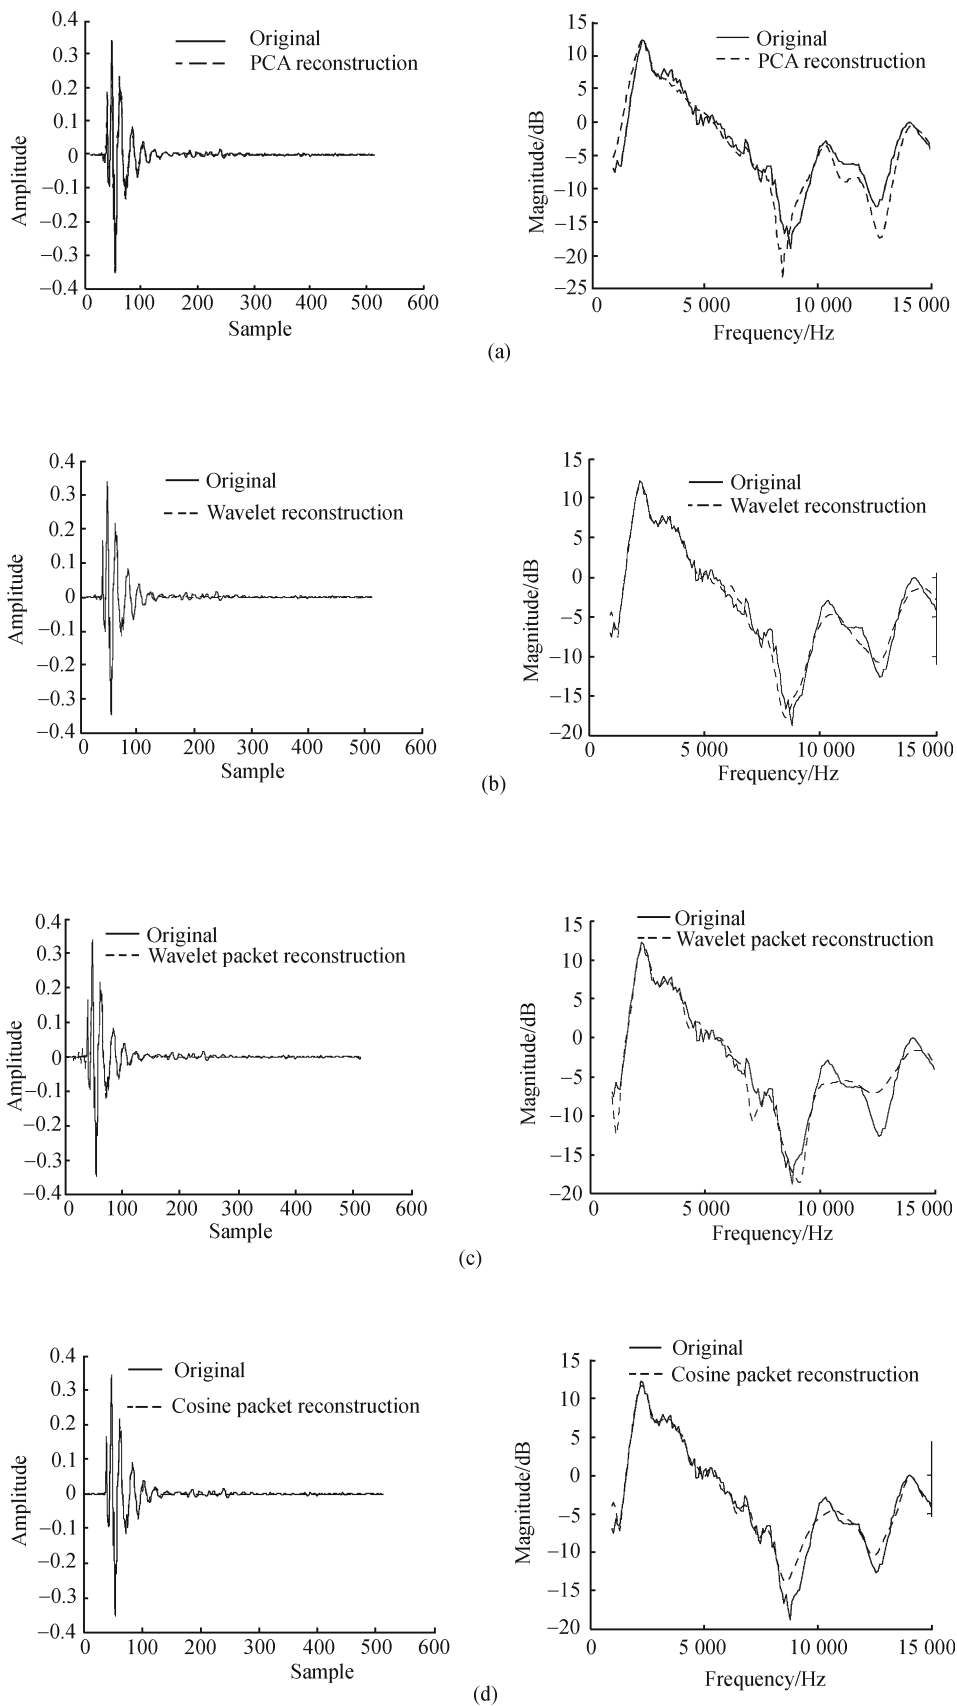 0.4
0.3
0.2
0.1
0
−0.1
−0.2
−0.3
−0.4
Amplitude
Original
PCA reconstruction
0 100 200 300 400 500 600
Sample
15
10
5
0
−5
−10
−15
−20
−25
Magnitude/dB
Original
PCA reconstruction
0 5 000 10 000 15 000
Frequency/Hz
(a)
0.4
0.3
0.2
0.1
0
−0.1
−0.2
−0.3
−0.4
Amplitude
Original
Wavelet reconstruction
0 100 200 300 400 500 600
Sample
15
10
5
0
−5
−10
−15
−20
Magnitude/dB
Original
Wavelet reconstruction
0 5 000 10 000 15 000
Frequency/Hz
(b)
0.4
0.3
0.2
0.1
0
−0.1
−0.2
−0.3
−0.4
Amplitude
Original
Wavelet packet reconstruction
0 100 200 300 400 500 600
Sample
15
10
5
0
−5
−10
−15
−20
Magnitude/dB
Original
Wavelet packet reconstruction
0 5 000 10 000 15 000
Frequency/Hz
(c)
0.4
0.3
0.2
0.1
0
−0.1
−0.2
−0.3
−0.4
Amplitude
Original
Cosine packet reconstruction
0 100 200 300 400 500 600
Sample
15
10
5
0
−5
−10
−15
−20
Magnitude/dB
Original
Cosine packet reconstruction
0 5 000 10 000 15 000
Frequency/Hz
(d)